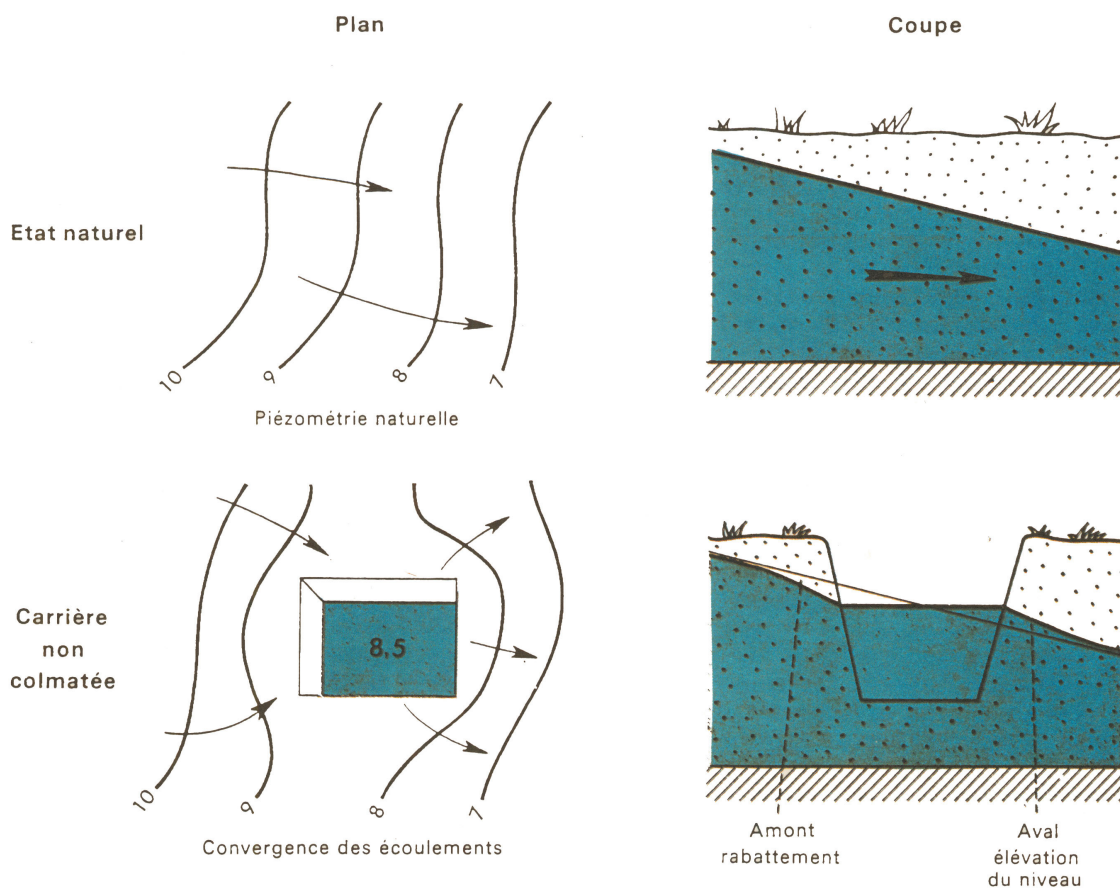 Plan
Coupe
Etat naturel
10
9
8
7
Piézométrie naturelle
Carrière
non
colmatée
8,5
10
9
8
7
Convergence des écoulements
Amont
rabattement
Aval
élévation
du niveau